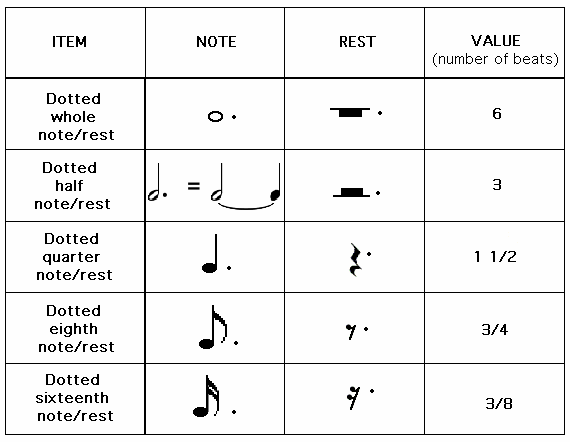 ITEM
NOTE
REST
VALUE
(number of beats)
Dotted
whole
note/rest
6
Dotted
half
note/rest
=
3
Dotted
quarter
note/rest
1 1/2
Dotted
eighth
note/rest
3/4
Dotted
sixteenth
note/rest
3/8